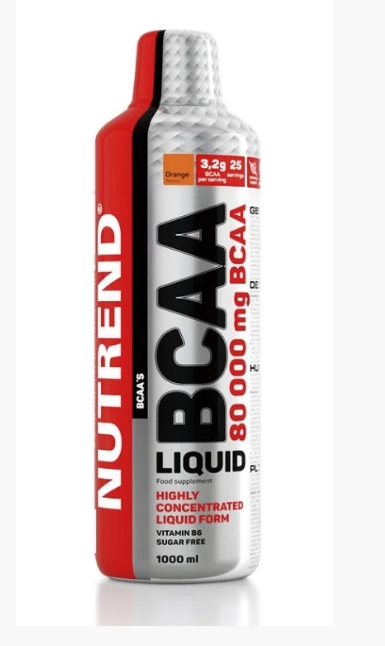 NUTREND®
BCAA'S
Orange
3,2g 25
BCAA servings
per serving
BCAA
80 000 mg BCAA
LIQUID
Food supplement
HIGHLY
CONCENTRATED
LIQUID FORM
VITAMIN B6
SUGAR FREE
1000 ml
GB
DE
HU
PL